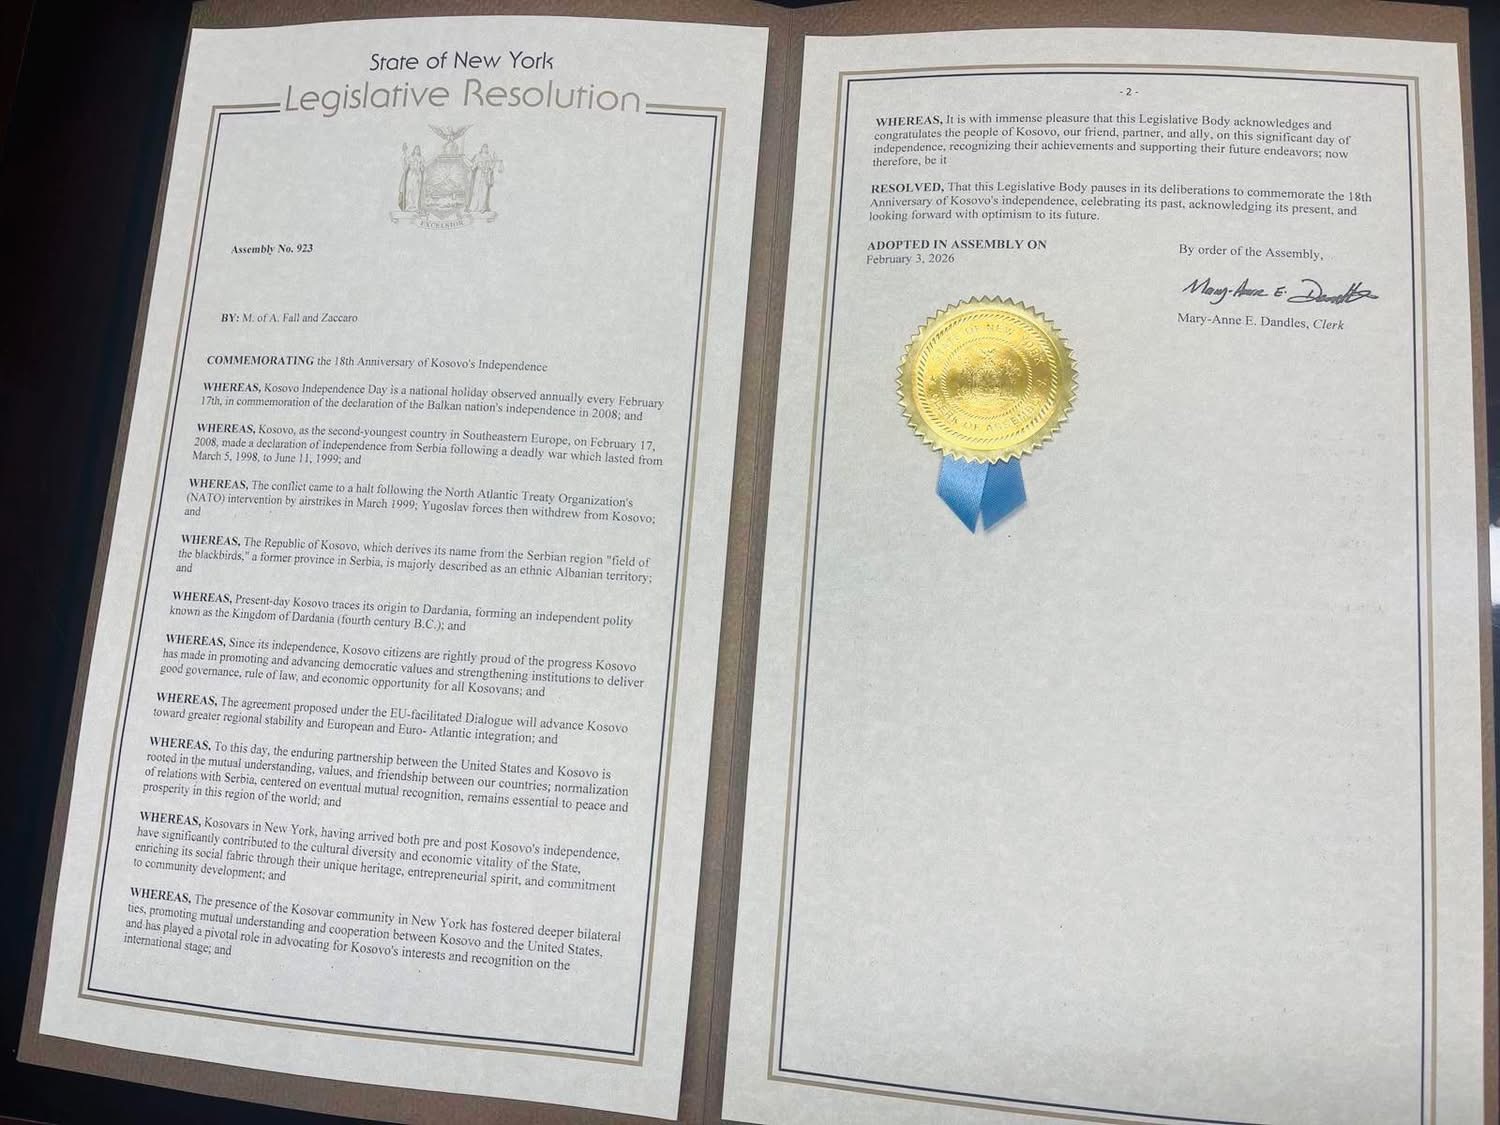 State of New York
Legislative Resolution
EXCELSIOR
Assembly No. 923
BY: M. of A. Fall and Zaccaro
COMMEMORATING the 18th Anniversary of Kosovo's Independence
WHEREAS, Kosovo Independence Day is a national holiday observed annually every February
17th, in commemoration of the declaration of the Balkan nation's independence in 2008; and
WHEREAS, Kosovo, as the second-youngest country in Southeastern Europe, on February 17,
2008, made a declaration of independence from Serbia following a deadly war which lasted from
March 5, 1998, to June 11, 1999; and
WHEREAS, The conflict came to a halt following the North Atlantic Treaty Organization's
(NATO) intervention by airstrikes in March 1999; Yugoslav forces then withdrew from Kosovo;
and
WHEREAS, The Republic of Kosovo, which derives its name from the Serbian region "field of
the blackbirds," a former province in Serbia, is majorly described as an ethnic Albanian territory;
and
WHEREAS, Present-day Kosovo traces its origin to Dardania, forming an independent polity
known as the Kingdom of Dardania (fourth century B.C.); and
WHEREAS, Since its independence, Kosovo citizens are rightly proud of the progress Kosovo
has made in promoting and advancing democratic values and strengthening institutions to deliver
good governance, rule of law, and economic opportunity for all Kosovans; and
WHEREAS, The agreement proposed under the EU-facilitated Dialogue will advance Kosovo
toward greater regional stability and European and Euro- Atlantic integration; and
WHEREAS, To this day, the enduring partnership between the United States and Kosovo is
rooted in the mutual understanding, values, and friendship between our countries; normalization
of relations with Serbia, centered on eventual mutual recognition, remains essential to peace and
prosperity in this region of the world; and
WHEREAS, Kosovars in New York, having arrived both pre and post Kosovo's independence,
have significantly contributed to the cultural diversity and economic vitality of the State,
enriching its social fabric through their unique heritage, entrepreneurial spirit, and commitment
to community development; and
WHEREAS, The presence of the Kosovar community in New York has fostered deeper bilateral
ties, promoting mutual understanding and cooperation between Kosovo and the United States,
and has played a pivotal role in advocating for Kosovo's interests and recognition on the
international stage; and
- 2 -
WHEREAS, It is with immense pleasure that this Legislative Body acknowledges and
congratulates the people of Kosovo, our friend, partner, and ally, on this significant day of
independence, recognizing their achievements and supporting their future endeavors; now
therefore, be it
RESOLVED, That this Legislative Body pauses in its deliberations to commemorate the 18th
Anniversary of Kosovo's independence, celebrating its past, acknowledging its present, and
looking forward with optimism to its future.
ADOPTED IN ASSEMBLY ON
February 3, 2026
By order of the Assembly,
Mary-Anne E. Dandles
Mary-Anne E. Dandles, Clerk
OF NEW
OF ASSEMBLY